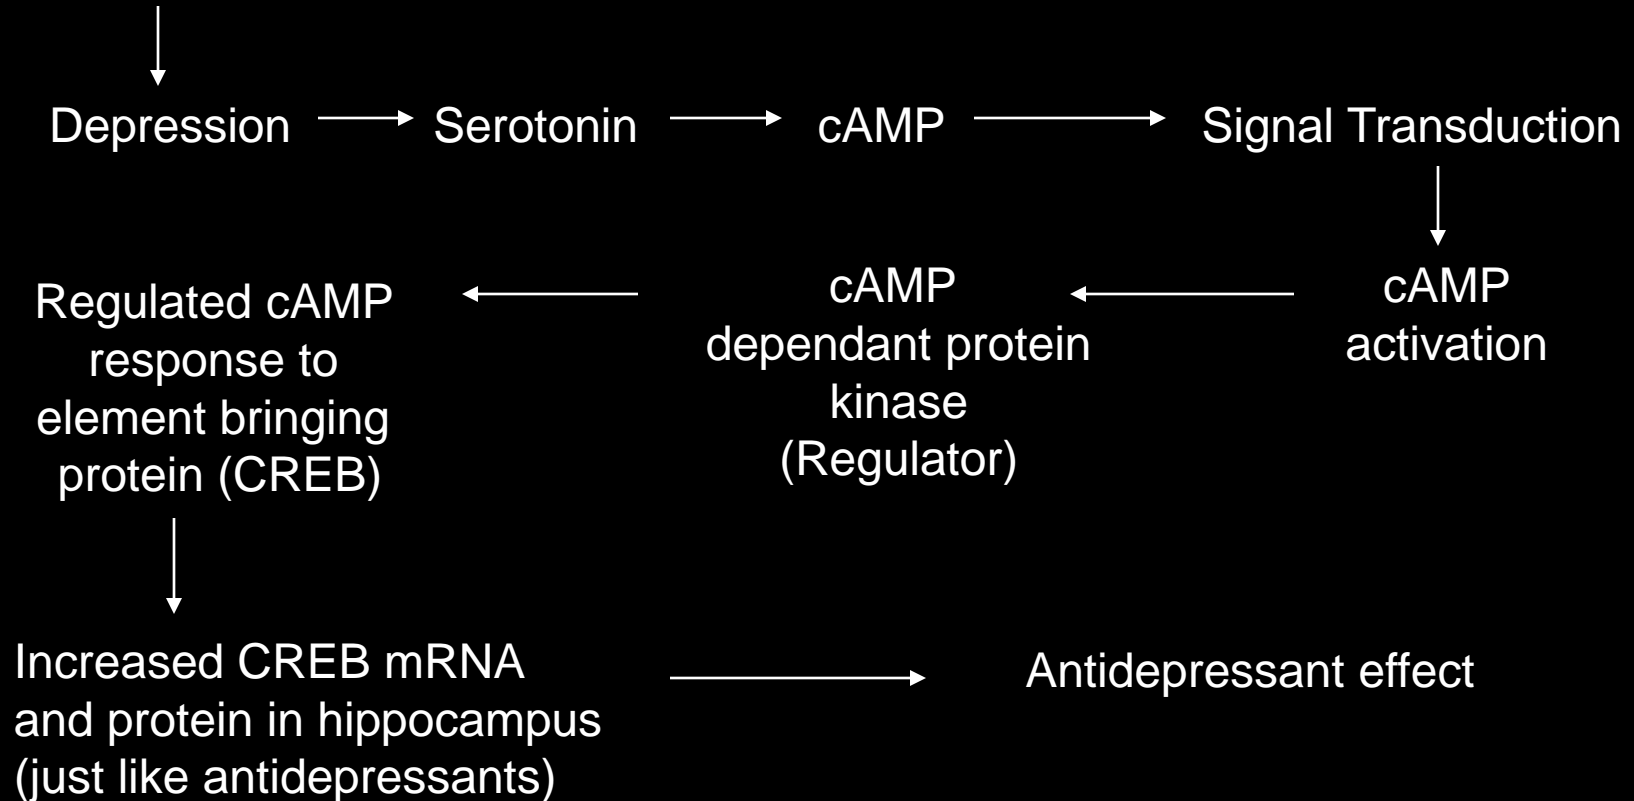 Depression
Serotonin
cAMP
Signal Transduction
cAMP
activation
cAMP
dependant protein
kinase
(Regulator)
Regulated cAMP
response to
element bringing
protein (CREB)
Increased CREB mRNA
and protein in hippocampus
(just like antidepressants)
Antidepressant effect